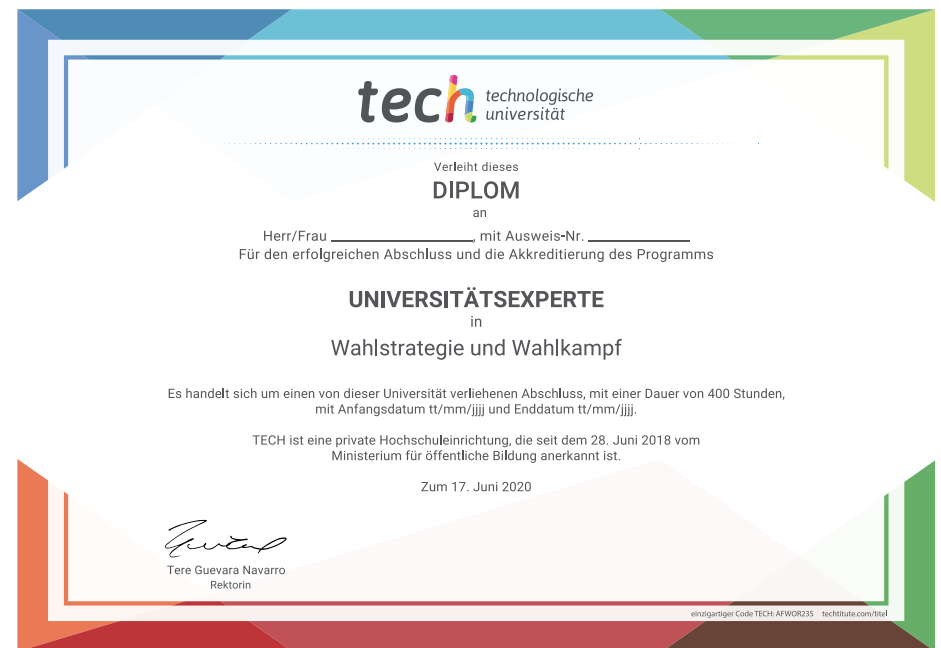 tech technologische
universität
Verleiht dieses
DIPLOM
an
Herr/Frau ____________, mit Ausweis-Nr. ____________
Für den erfolgreichen Abschluss und die Akkreditierung des Programms
UNIVERSITÄTSEXPERTE
in
Wahlstrategie und Wahlkampf
Es handelt sich um einen von dieser Universität verliehenen Abschluss, mit einer Dauer von 400 Stunden,
mit Anfangsdatum tt/mm/jjjj und Enddatum tt/mm/jjjj.
TECH ist eine private Hochschuleinrichtung, die seit dem 28. Juni 2018 vom
Ministerium für öffentliche Bildung anerkannt ist.
Zum 17. Juni 2020
Tere Guevara Navarro
Rektorin
einzigartiger Code TECH: AFWOR23S techtitute.com/titel